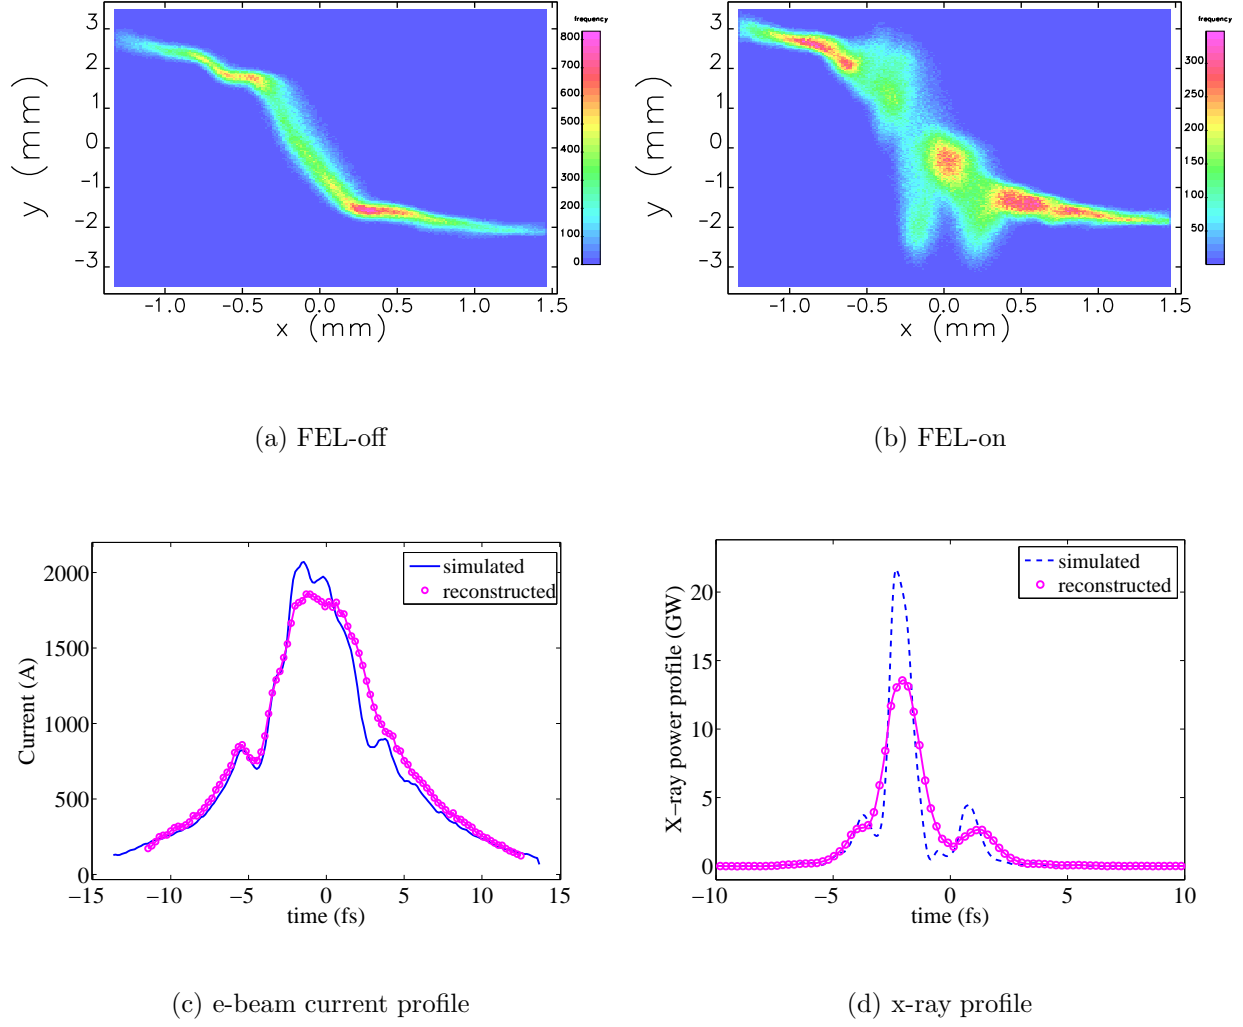 frequency
3
2
1
0
−1
−2
−3
y (mm)
800
700
600
500
400
300
200
100
0
−1.0 −0.5 0.0 0.5 1.0 1.5
x (mm)
(a) FEL-off
frequency
3
2
1
0
−1
−2
−3
y (mm)
350
300
250
200
150
100
50
−1.0 −0.5 0.0 0.5 1.0 1.5
x (mm)
(b) FEL-on
2000
1500
1000
500
0
Current (A)
simulated
reconstructed
−15 −10 −5 0 5 10 15
time (fs)
(c) e-beam current profile
20
15
10
5
0
X−ray power profile (GW)
simulated
reconstructed
−10 −5 0 5 10
time (fs)
(d) x-ray profile